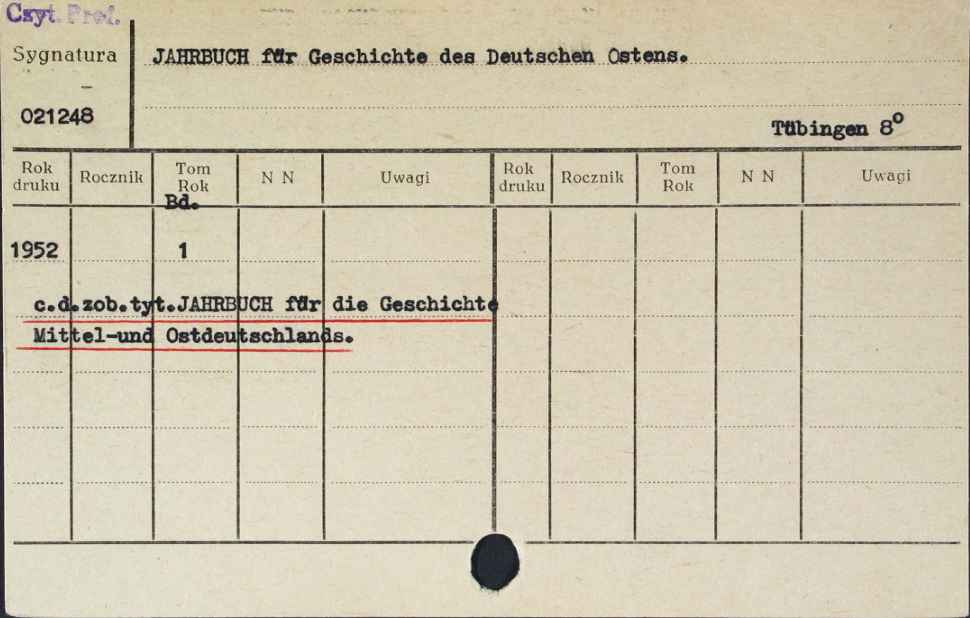 Czyt. Prof.
Sygnatura
JAHRBUCH für Geschichte des Deutschen Ostens.
021248
Tübingen 8°
Rok druku Rocznik Tom Rok N N Uwagi Rok druku Rocznik Tom Rok N N Uwagi
Bd.
1952 1
c.d.zob.tyt.JAHRBUCH für die Geschichte
Mittel-und Ostdeutschlands.